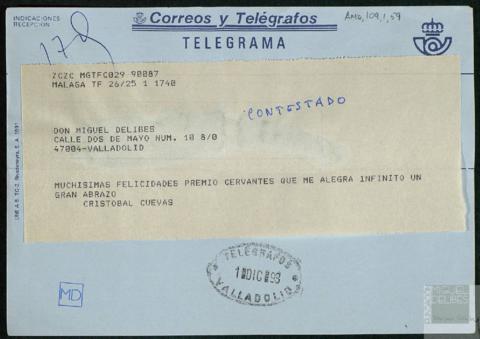 INDICACIONES
RECEPCION
Correos y Telégrafos
AMD,109,1,59
TELEGRAMA
ZCZC MGTFC029 90087
MALAGA TF 26/25 1 1740
CONTESTADO
DON MIGUEL DELIBES
CALLE DOS DE MAYO NUM. 10 8/0
47004-VALLADOLID
MUCHISIMAS FELICIDADES PREMIO CERVANTES QUE ME ALEGRA INFINITO UN
GRAN ABRAZO
CRISTOBAL CUEVAS
TELEGRAFOS
1 DIC 93
VALLADOLID
MD
MIGUEL
DELIBES